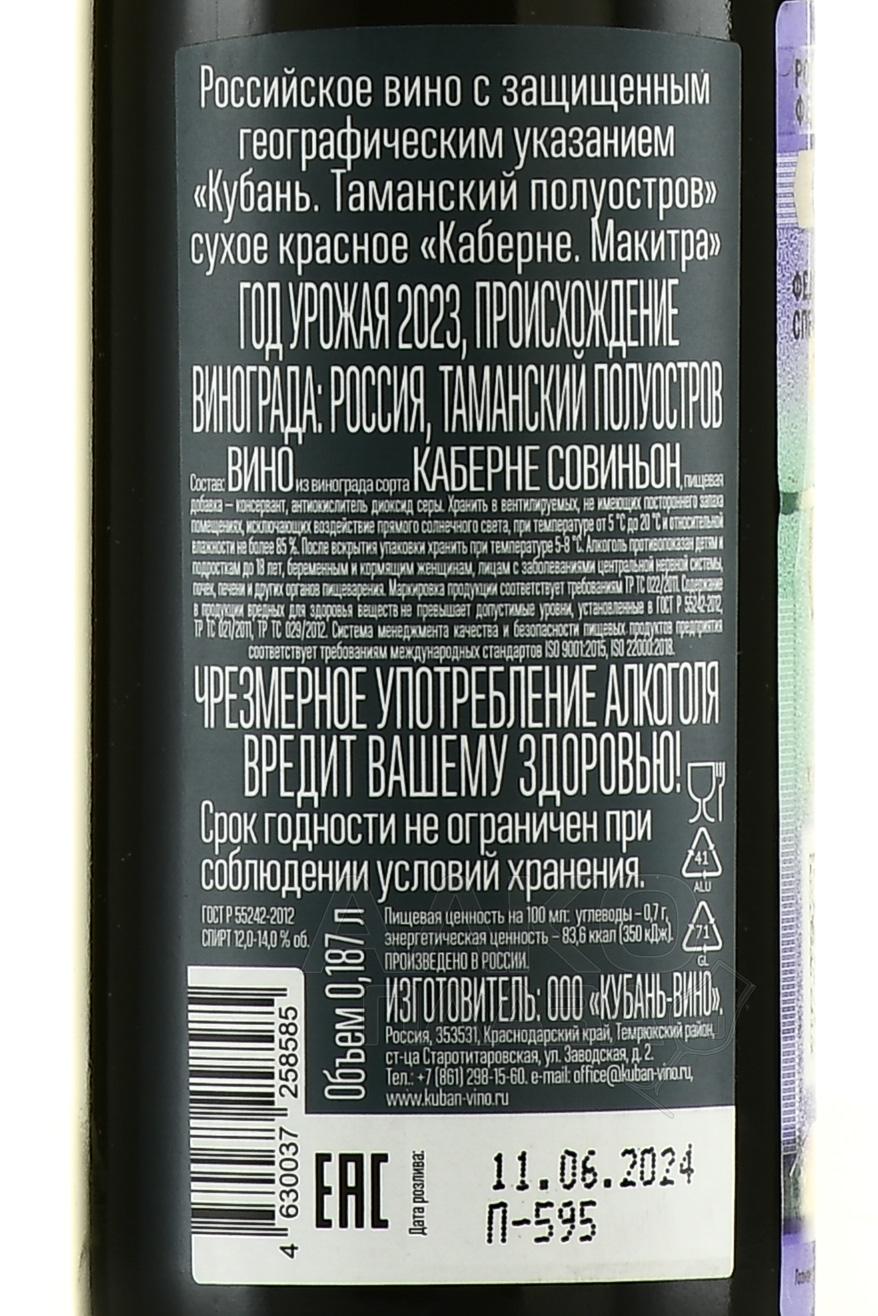 Российское вино с защищенным
географическим указанием
«Кубань. Таманский полуостров»
сухое красное «Каберне. Макитра»
ГОД УРОЖАЯ 2023, ПРОИСХОЖДЕНИЕ
ВИНОГРАДА: РОССИЯ, ТАМАНСКИЙ ПОЛУОСТРОВ
Состав: ВИНО из винограда сорта КАБЕРНЕ СОВИНЬОН, пищевая
добавка – консервант, антиокислитель диоксид серы. Хранить в вентилируемых, не имеющих постороннего запаха
помещениях, исключающих воздействие прямого солнечного света, при температуре от 5 °С до 20 °С и относительной
влажности не более 85 %. После вскрытия упаковки хранить при температуре 5-8 °С. Алкоголь противопоказан детям и
подросткам до 18 лет, беременным и кормящим женщинам, лицам с заболеваниями центральной нервной системы,
почек, печени и других органов пищеварения. Маркировка продукции соответствует требованиям ТР ТС 022/2011. Содержание
в продукции вредных для здоровья веществ не превышает допустимые уровни, установленные в ГОСТ Р 55242-2012,
ТР ТС 021/2011, ТР ТС 029/2012. Система менеджмента качества и безопасности пищевых продуктов предприятия
соответствует требованиям международных стандартов ISO 9001:2015, ISO 22000:2018.
ЧРЕЗМЕРНОЕ УПОТРЕБЛЕНИЕ АЛКОГОЛЯ
ВРЕДИТ ВАШЕМУ ЗДОРОВЬЮ!
Срок годности не ограничен при
соблюдении условий хранения.
41
ALU
71
GL
ГОСТ Р 55242-2012
СПИРТ 12,0-14,0 % об.
Объем 0,187 л
Пищевая ценность на 100 мл: углеводы – 0,7 г,
энергетическая ценность – 83,6 ккал (350 кДж).
ПРОИЗВЕДЕНО В РОССИИ.
ИЗГОТОВИТЕЛЬ: ООО «КУБАНЬ-ВИНО».
Россия, 353531, Краснодарский край, Темрюкский район,
ст-ца Старотитаровская, ул. Заводская, д. 2.
Тел.: +7 (861) 298-15-60. e-mail: office@kuban-vino.ru,
www.kuban-vino.ru
4 630037 258585
ЕАС
Дата розлива:
11.06.2024
П-595